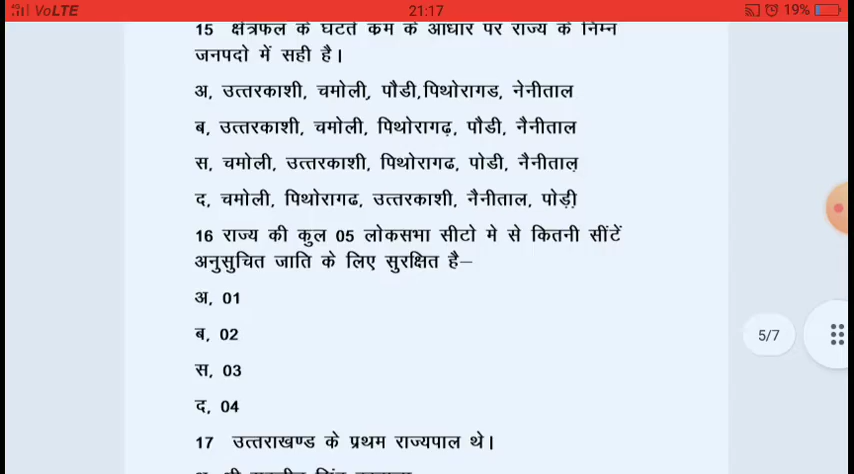 VoLTE 21:17 19%
15 क्षेत्रफल के घटते क्रम के आधार पर राज्य के निम्न
जनपदो में सही है।
अ, उत्तरकाशी, चमोली, पौडी,पिथोरागड, नेनीताल
ब, उत्तरकाशी, चमोली, पिथोरागढ़, पौडी, नैनीताल
स, चमोली, उत्तरकाशी, पिथोरागढ, पोडी, नैनीताल
द, चमोली, पिथोरागढ, उत्तरकाशी, नैनीताल, पोड़ी
16 राज्य की कुल 05 लोकसभा सीटो मे से कितनी सींटें
अनुसुचित जाति के लिए सुरक्षित है–
अ, 01
ब, 02
5/7
स, 03
द, 04
17 उत्तराखण्ड के प्रथम राज्यपाल थे।